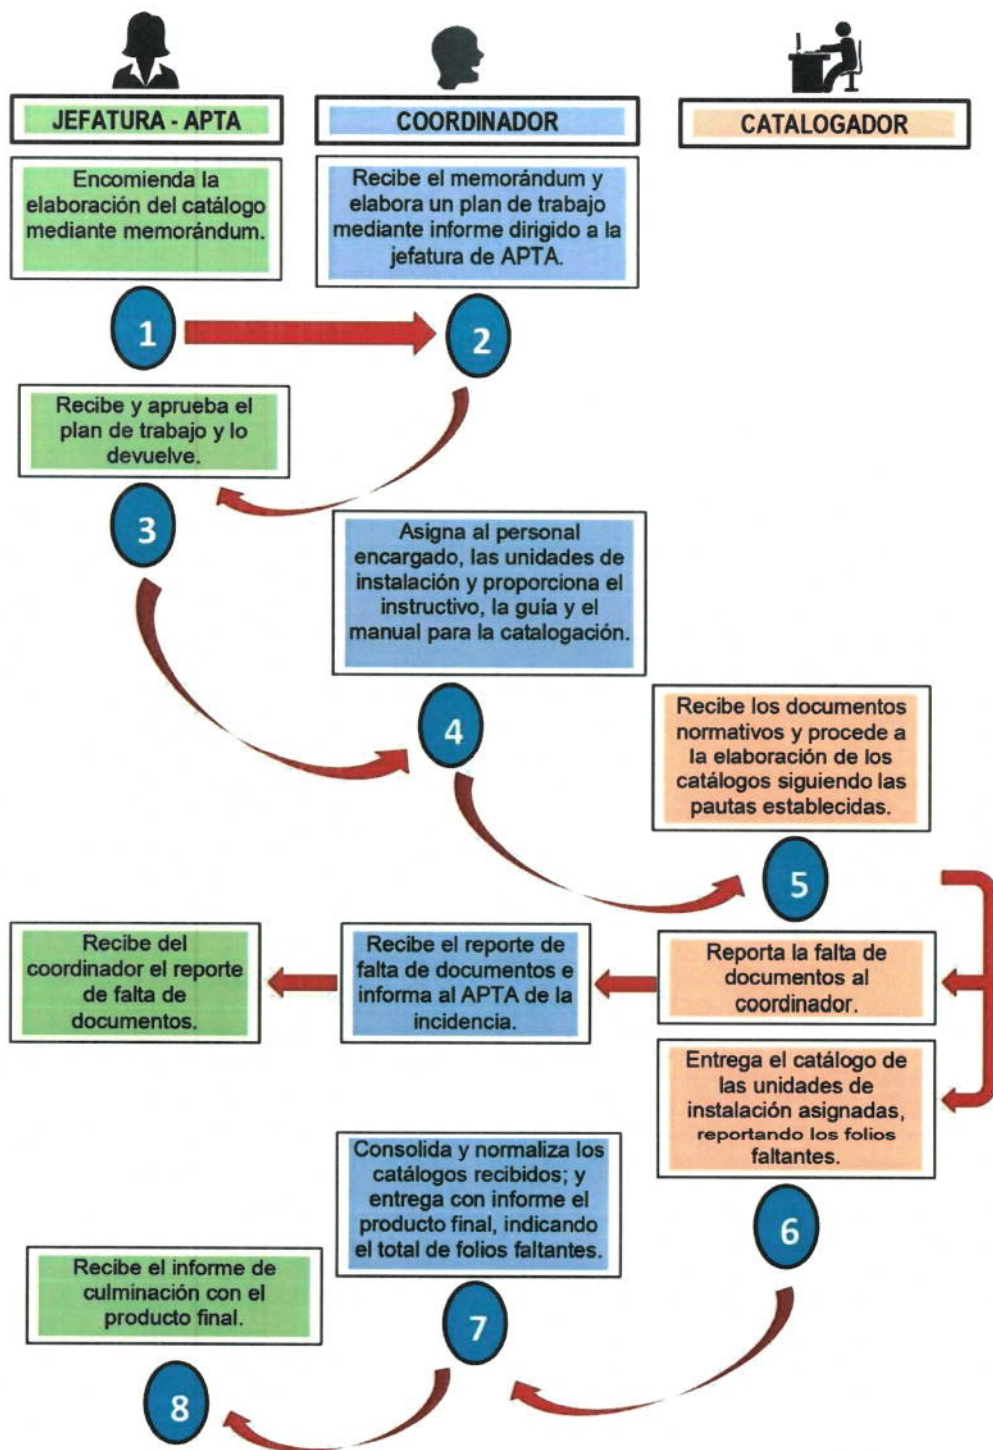 JEFATURA - APTA
COORDINADOR
CATALOGADOR
Encomienda la
elaboración del catálogo
mediante memorándum.
Recibe el memorándum y
elabora un plan de trabajo
mediante informe dirigido a la
jefatura de APTA.
1
2
Recibe y aprueba el
plan de trabajo y lo
devuelve.
3
Asigna al personal
encargado, las unidades de
instalación y proporciona el
instructivo, la guía y el
manual para la catalogación.
4
Recibe los documentos
normativos y procede a
la elaboración de los
catálogos siguiendo las
pautas establecidas.
5
Reporta la falta de
documentos al
coordinador.
Recibe el reporte de
falta de documentos e
informa al APTA de la
incidencia.
Recibe del
coordinador el reporte
de falta de
documentos.
Entrega el catálogo de
las unidades de
instalación asignadas,
reportando los folios
faltantes.
6
Consolida y normaliza los
catálogos recibidos; y
entrega con informe el
producto final, indicando
el total de folios faltantes.
7
Recibe el informe de
culminación con el
producto final.
8